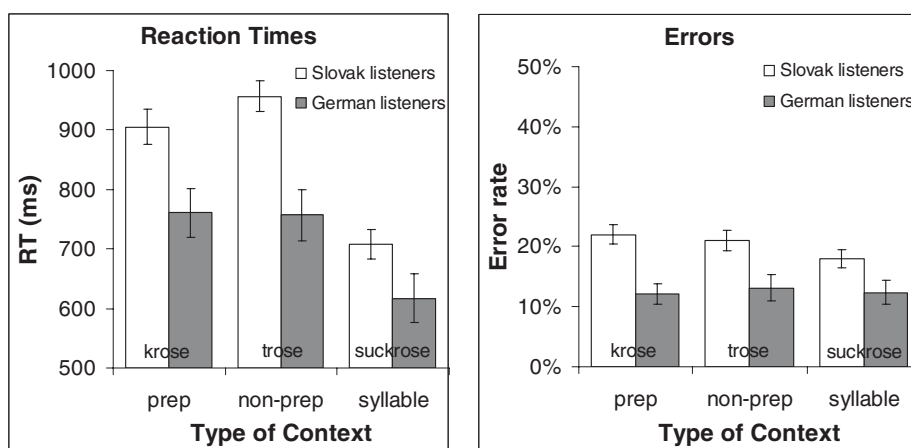 Reaction Times
1000
900
800
700
600
500
RT (ms)
Slovak listeners
German listeners
krose
trose
suckrose
prep
non-prep
syllable
Type of Context
Errors
50%
40%
30%
20%
10%
0%
Error rate
Slovak listeners
German listeners
krose
trose
suckrose
prep
non-prep
syllable
Type of Context